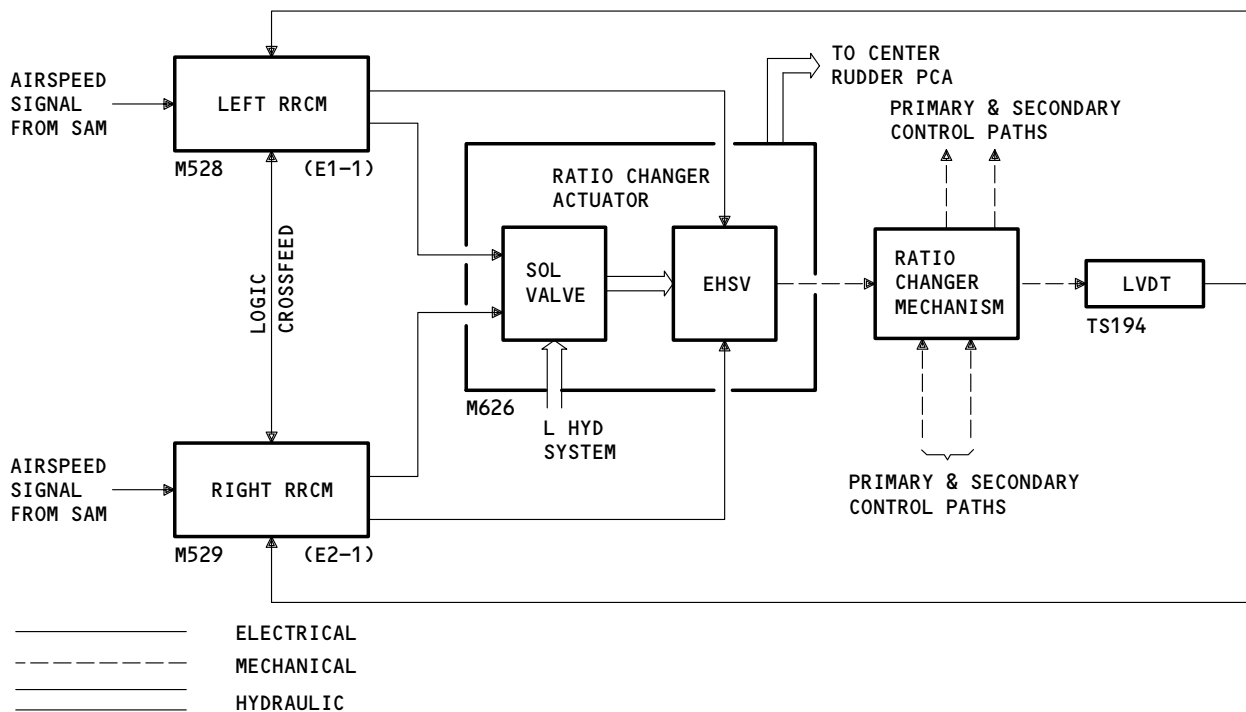 TO CENTER
RUDDER PCA
AIRSPEED
SIGNAL
FROM SAM
LEFT RRCM
M528 (E1-1)
PRIMARY & SECONDARY
CONTROL PATHS
RATIO CHANGER
ACTUATOR
LOGIC
CROSSFEED
SOL
VALVE
EHSV
RATIO
CHANGER
MECHANISM
LVDT
TS194
M626
L HYD
SYSTEM
AIRSPEED
SIGNAL
FROM SAM
RIGHT RRCM
M529 (E2-1)
PRIMARY & SECONDARY
CONTROL PATHS
ELECTRICAL
MECHANICAL
HYDRAULIC